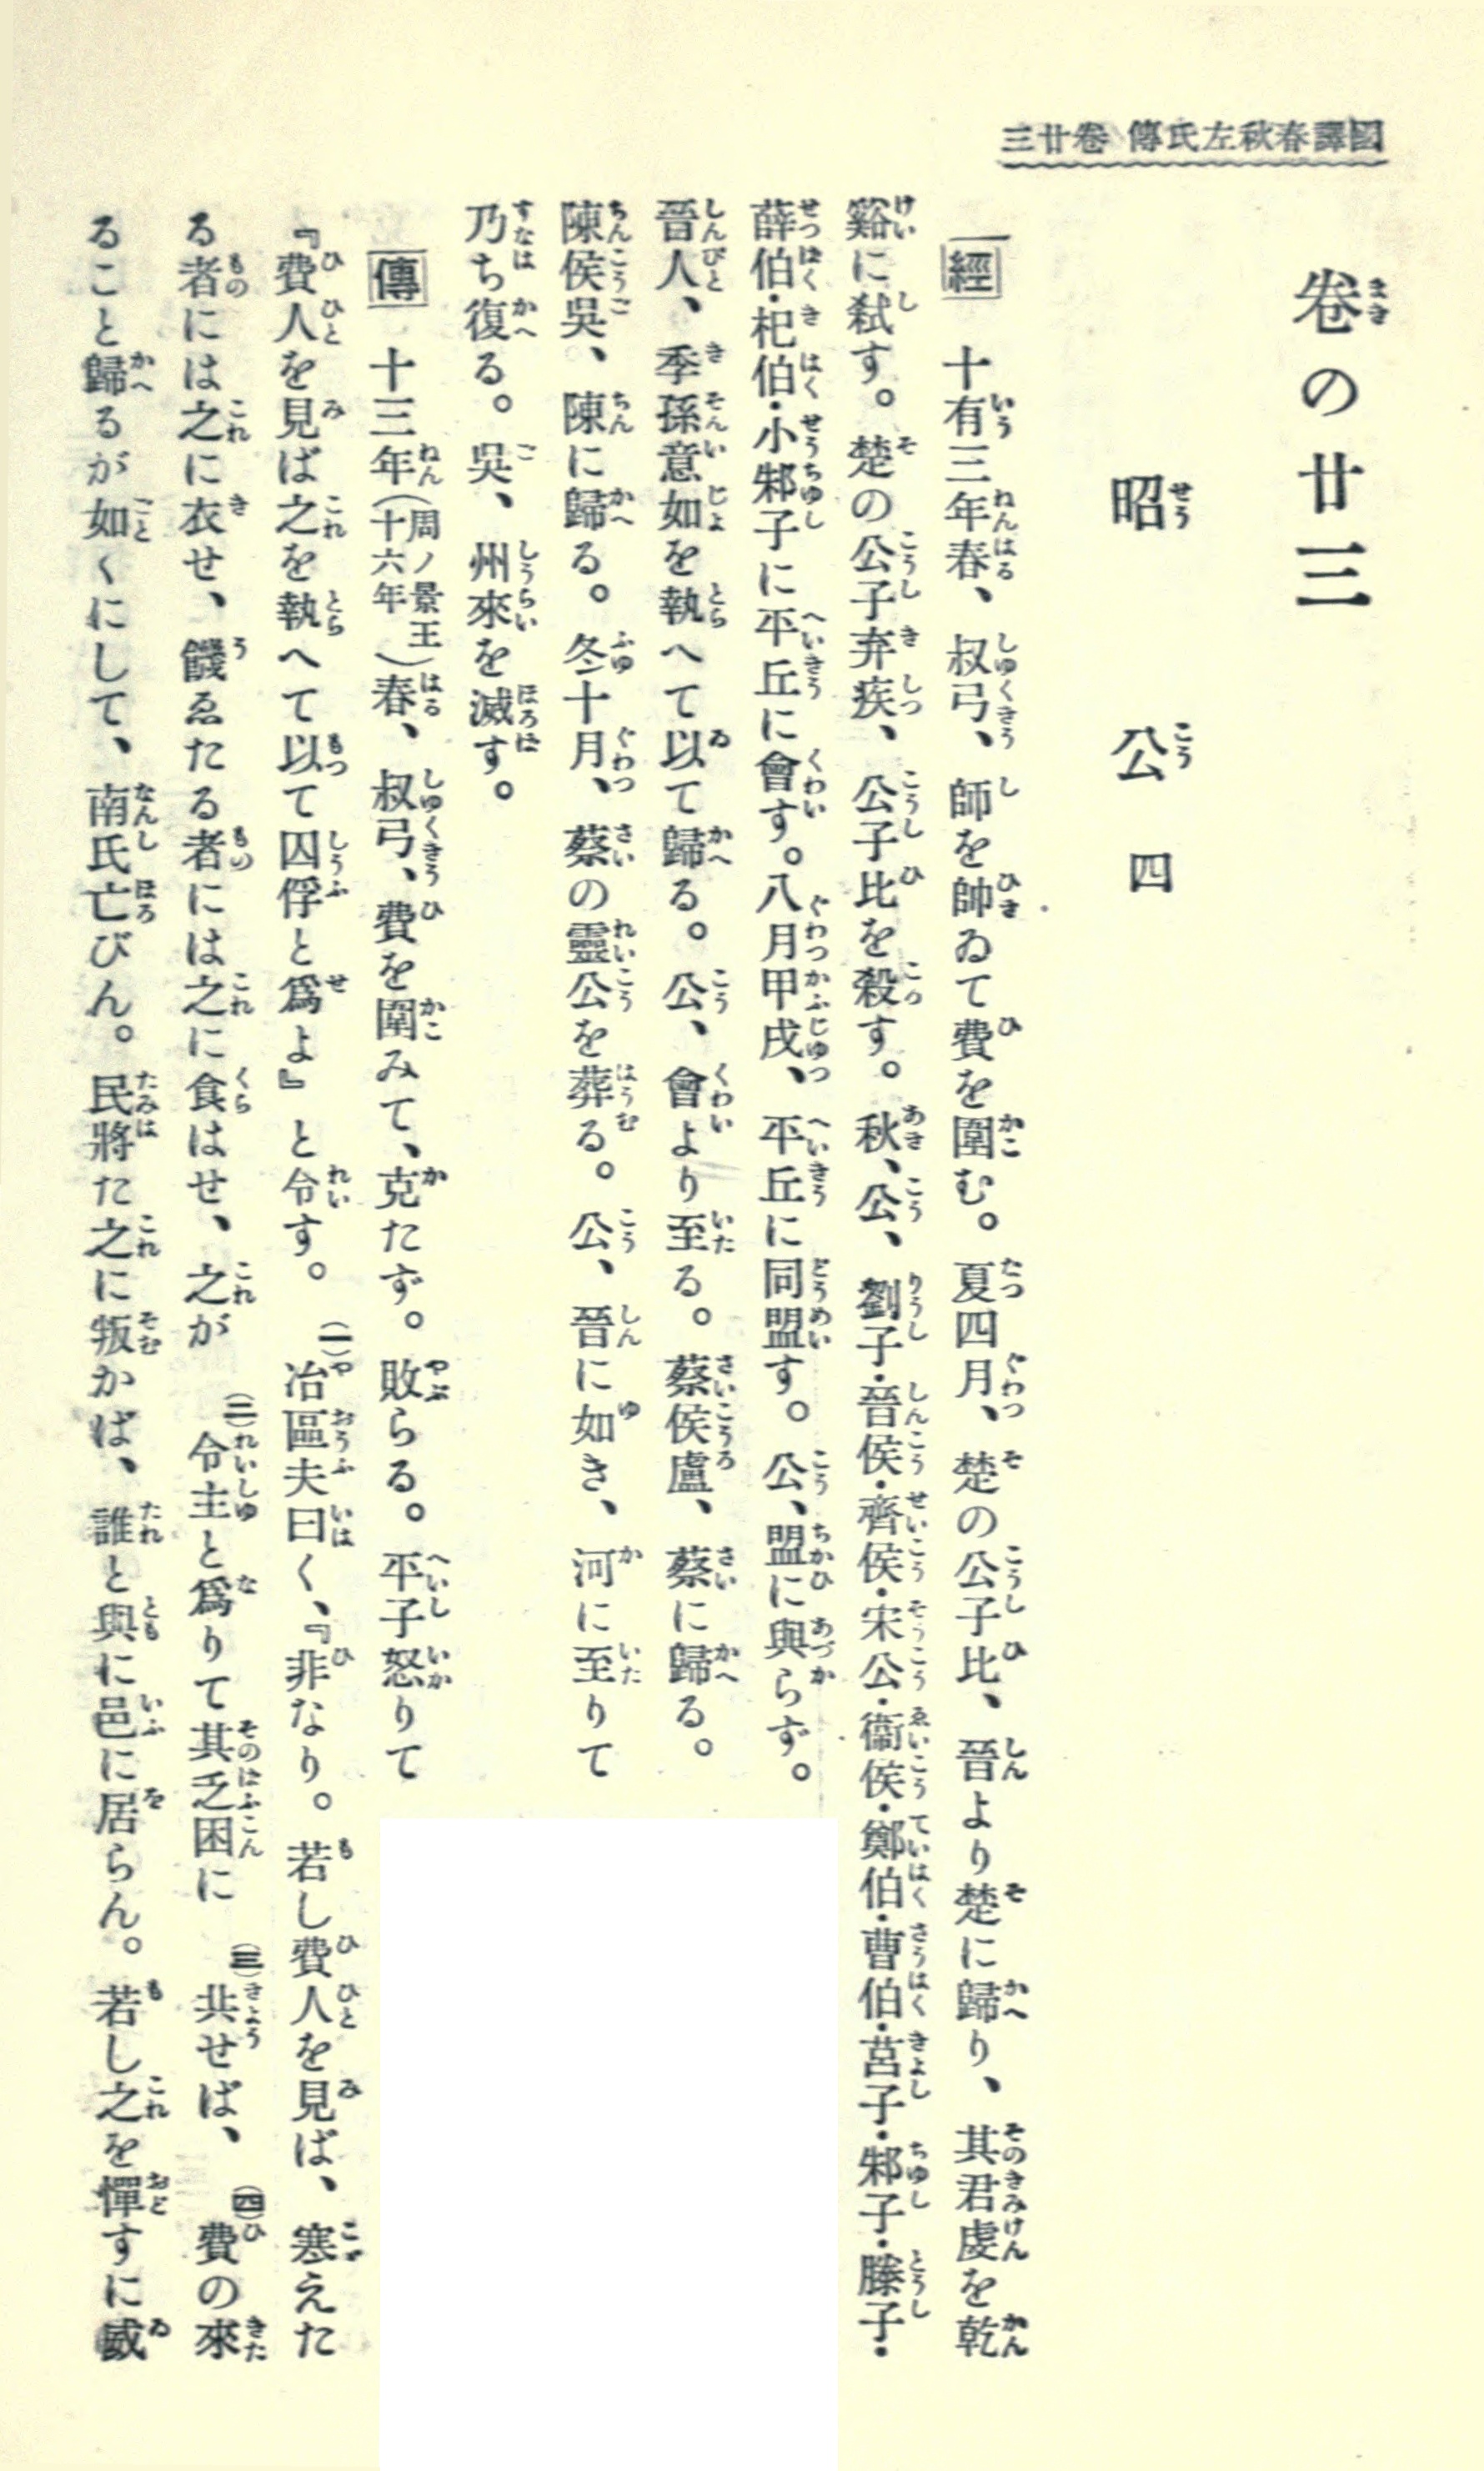 國譯春秋左氏傳 卷廿三
卷の廿三
昭公四
經 十有三年春、叔弓、師を帥ゐて費を圍む。夏四月、楚の公子比、晉より楚に歸り、其君虔を乾
谿に弑す。楚の公子弃疾、公子比を殺す。秋、公、劉子・晉侯・齊侯・宋公・衞侯・鄭伯・曹伯・莒子・邾子・滕子・
薛伯・杞伯・小邾子に平丘に會す。八月甲戌、平丘に同盟す。公、盟に與らず。
晉人、季孫意如を執へて以て歸る。公、會より至る。蔡侯盧、蔡に歸る。
陳侯吳、陳に歸る。冬十月、蔡の靈公を葬る。公、晉に如き、河に至りて
乃ち復る。吳、州來を滅す。
傳 十三年(周ノ景王十六年)春、叔弓、費を圍みて、克たず。敗らる。平子怒りて
『費人を見ば之を執へて以て囚俘と爲よ』と令す。(一)冶區夫曰く、『非なり。若し費人を見ば、寒えた
る者には之に衣せ、饑ゑたる者には之に食はせ、之が(二)令主と爲りて其乏困に(三)共せば、(四)費の來
ること歸るが如くにして、南氏亡びん。民將た之に叛かば、誰と與に邑に居らん。若し之を憚すに威